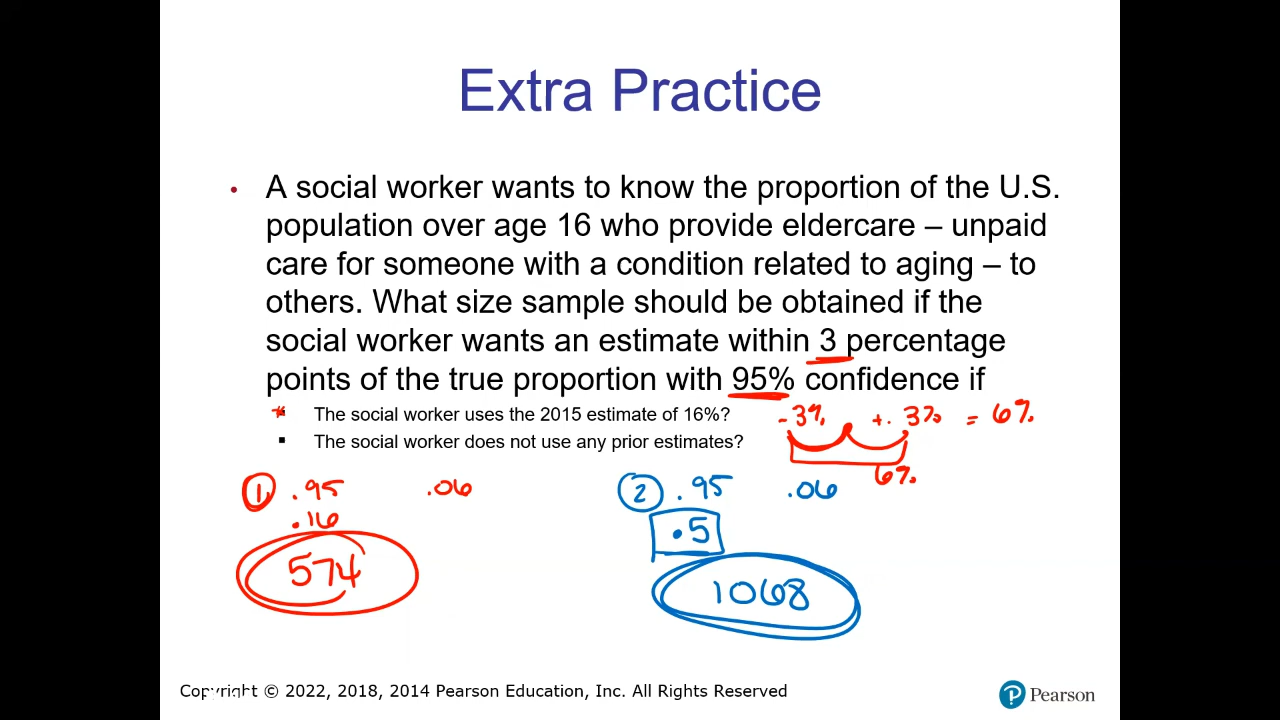 Extra Practice
• A social worker wants to know the proportion of the U.S.
population over age 16 who provide eldercare – unpaid
care for someone with a condition related to aging – to
others. What size sample should be obtained if the
social worker wants an estimate within 3 percentage
points of the true proportion with 95% confidence if
▪ The social worker uses the 2015 estimate of 16%?
- 3% + 3% = 6%
▪ The social worker does not use any prior estimates?
6%
1 .95 .06
.16
574
2 .95 .06
.5
1068
Copyright © 2022, 2018, 2014 Pearson Education, Inc. All Rights Reserved
P Pearson